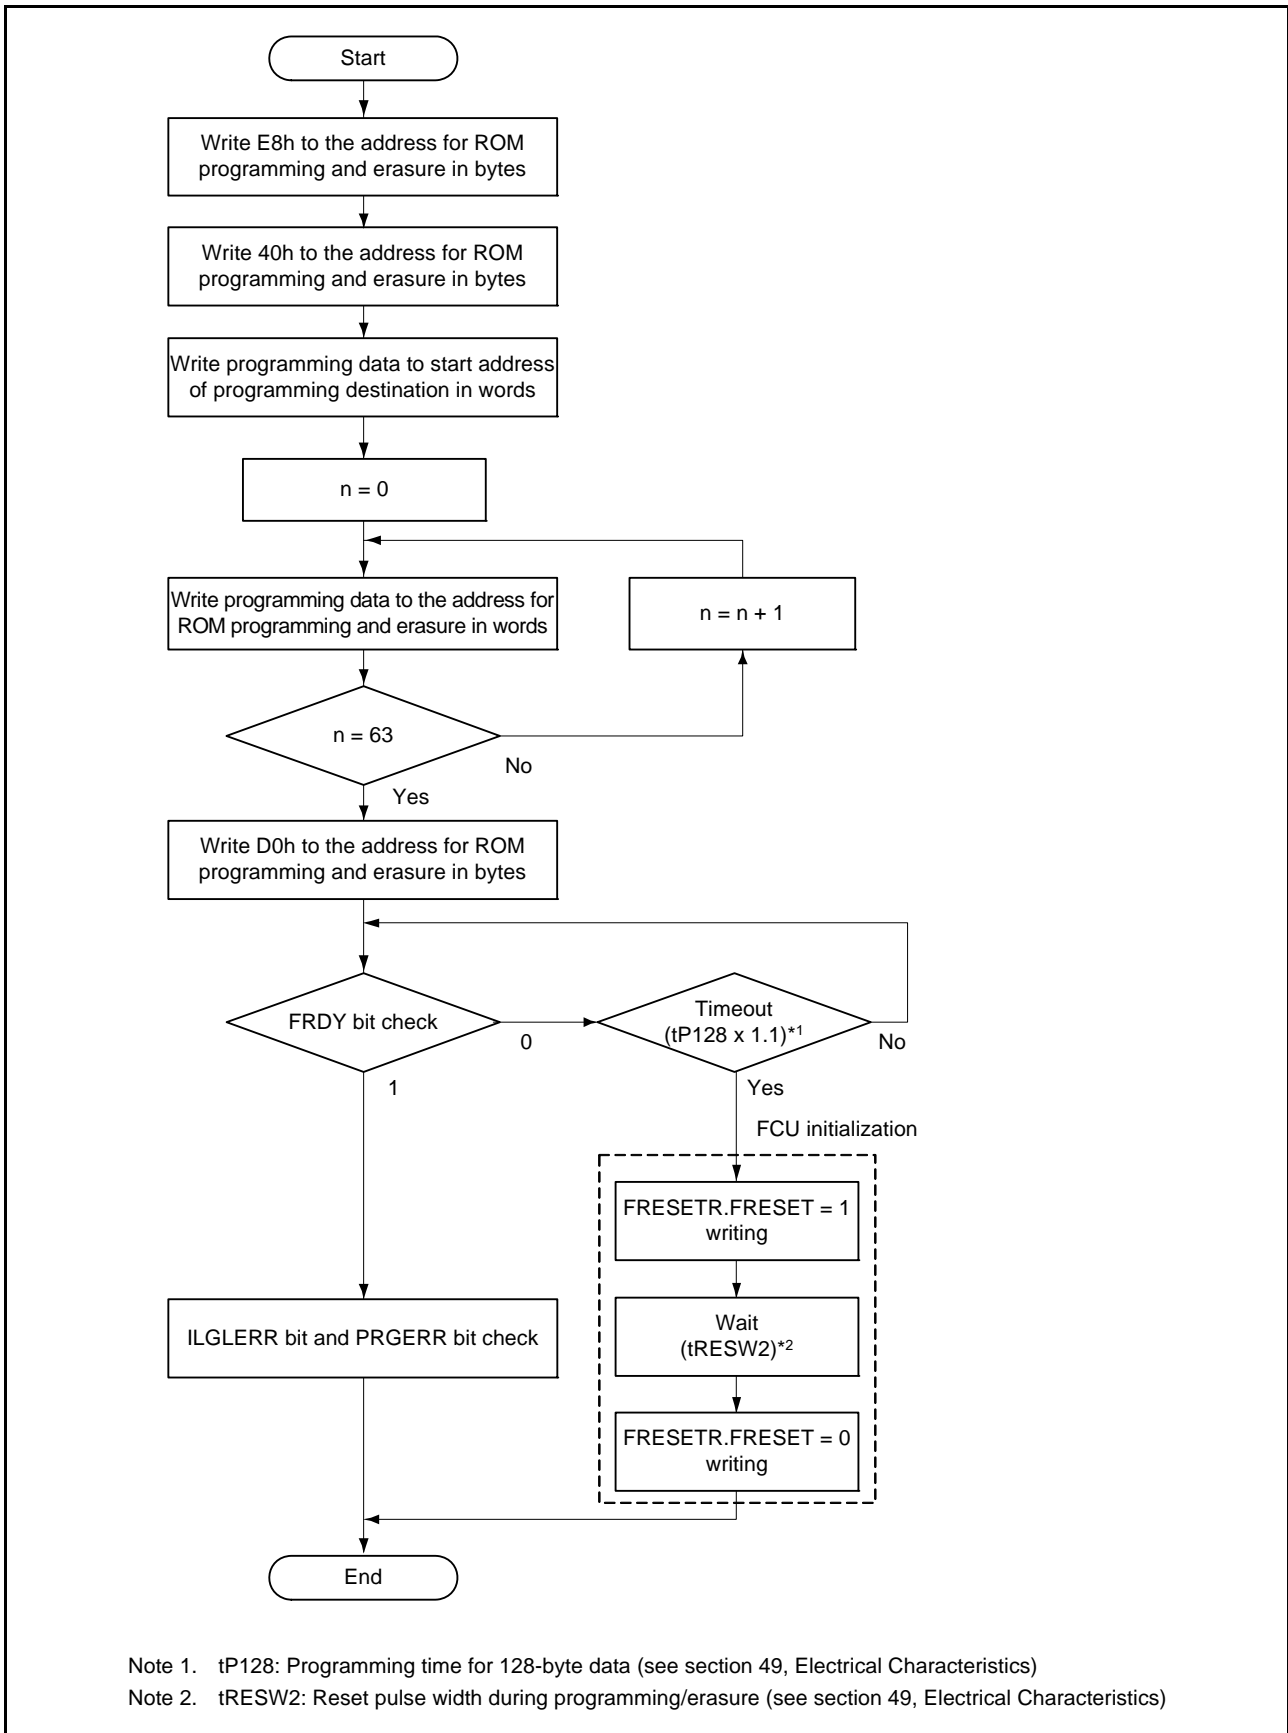 Start
Write E8h to the address for ROM
programming and erasure in bytes
Write 40h to the address for ROM
programming and erasure in bytes
Write programming data to start address
of programming destination in words
n = 0
Write programming data to the address for
ROM programming and erasure in words
n = n + 1
n = 63
No
Yes
Write D0h to the address for ROM
programming and erasure in bytes
FRDY bit check
0
1
Timeout
(tP128 x 1.1)*1
No
Yes
FCU initialization
FRESETR.FRESET = 1
writing
Wait
(tRESW2)*2
FRESETR.FRESET = 0
writing
ILGLERR bit and PRGERR bit check
End
Note 1. tP128: Programming time for 128-byte data (see section 49, Electrical Characteristics)
Note 2. tRESW2: Reset pulse width during programming/erasure (see section 49, Electrical Characteristics)